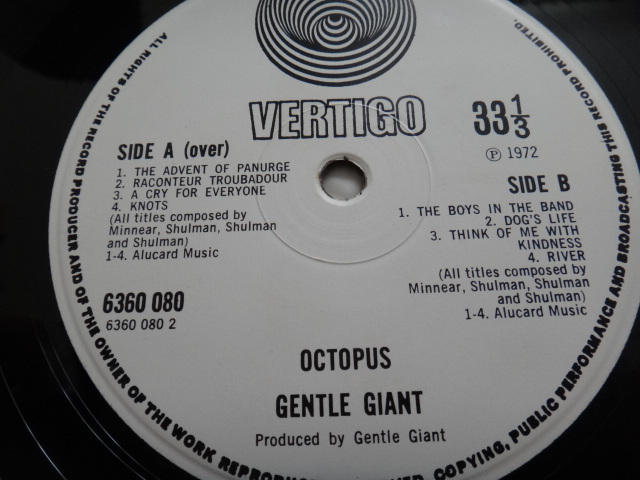 VERTIGO
33 1/3
Ⓟ 1972
SIDE A (over)
1. THE ADVENT OF PANURGE
2. RACONTEUR TROUBADOUR
3. A CRY FOR EVERYONE
4. KNOTS
(All titles composed by
Minnear, Shulman, Shulman
and Shulman)
1-4. Alucard Music
SIDE B
1. THE BOYS IN THE BAND
2. DOG'S LIFE
3. THINK OF ME WITH
KINDNESS
4. RIVER
(All titles composed by
Minnear, Shulman, Shulman
and Shulman)
1-4. Alucard Music
6360 080
6360 080 2
OCTOPUS
GENTLE GIANT
Produced by Gentle Giant
ALL RIGHTS OF THE RECORD PRODUCER AND OF THE OWNER OF THE WORK COPYING, PUBLIC PERFORMANCE AND BROADCASTING THIS RECORD PROHIBITED.